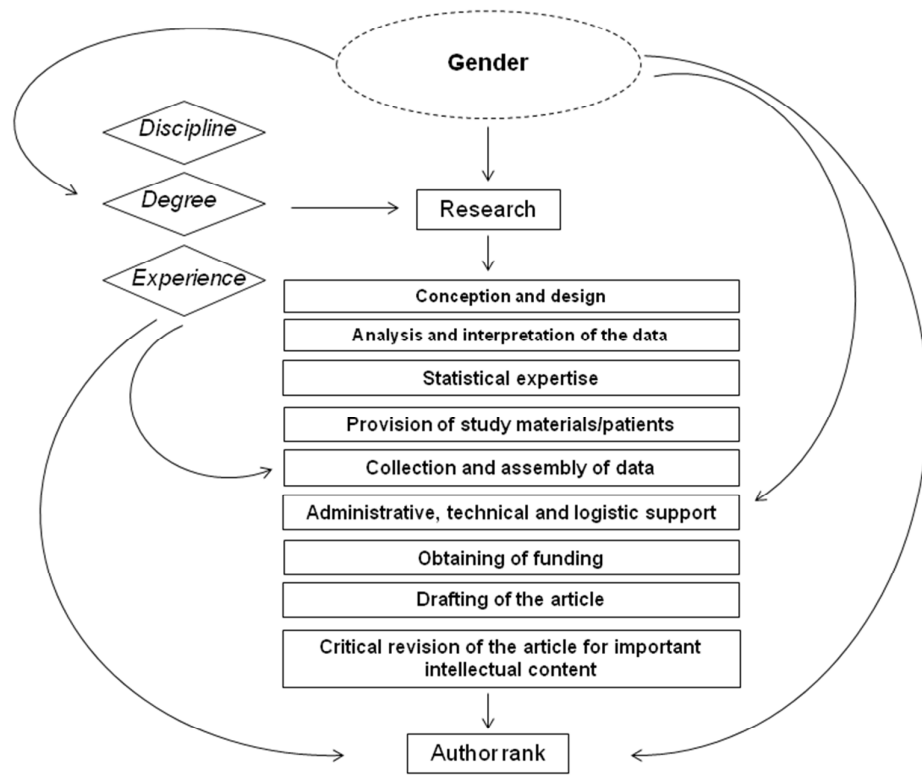 Gender
Discipline
Degree
Research
Experience
Conception and design
Analysis and interpretation of the data
Statistical expertise
Provision of study materials/patients
Collection and assembly of data
Administrative, technical and logistic support
Obtaining of funding
Drafting of the article
Critical revision of the article for important
intellectual content
Author rank